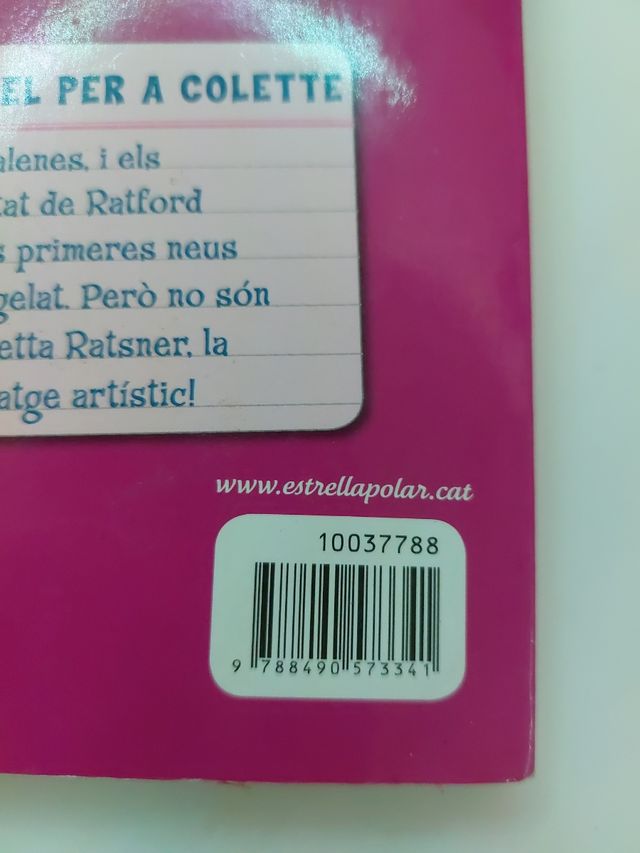 EL PER A COLETTE
alenes, i els
tat de Ratford
s primeres neus
gelat. Però no són
etta Ratsner, la
atge artístic!
www.estrellapolar.cat
10037788
9 788490 573341